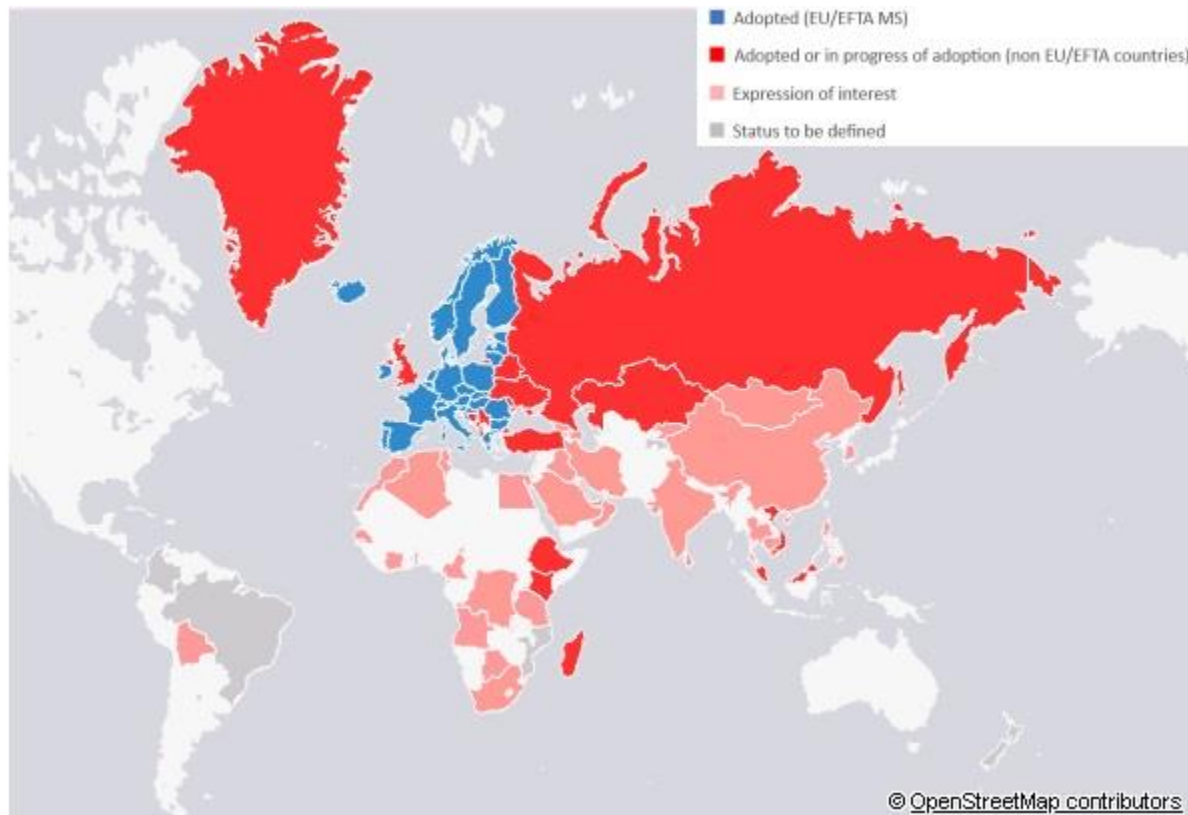 Adopted (EU/EFTA MS)
Adopted or in progress of adoption (non EU/EFTA countries)
Expression of interest
Status to be defined
© OpenStreetMap contributors